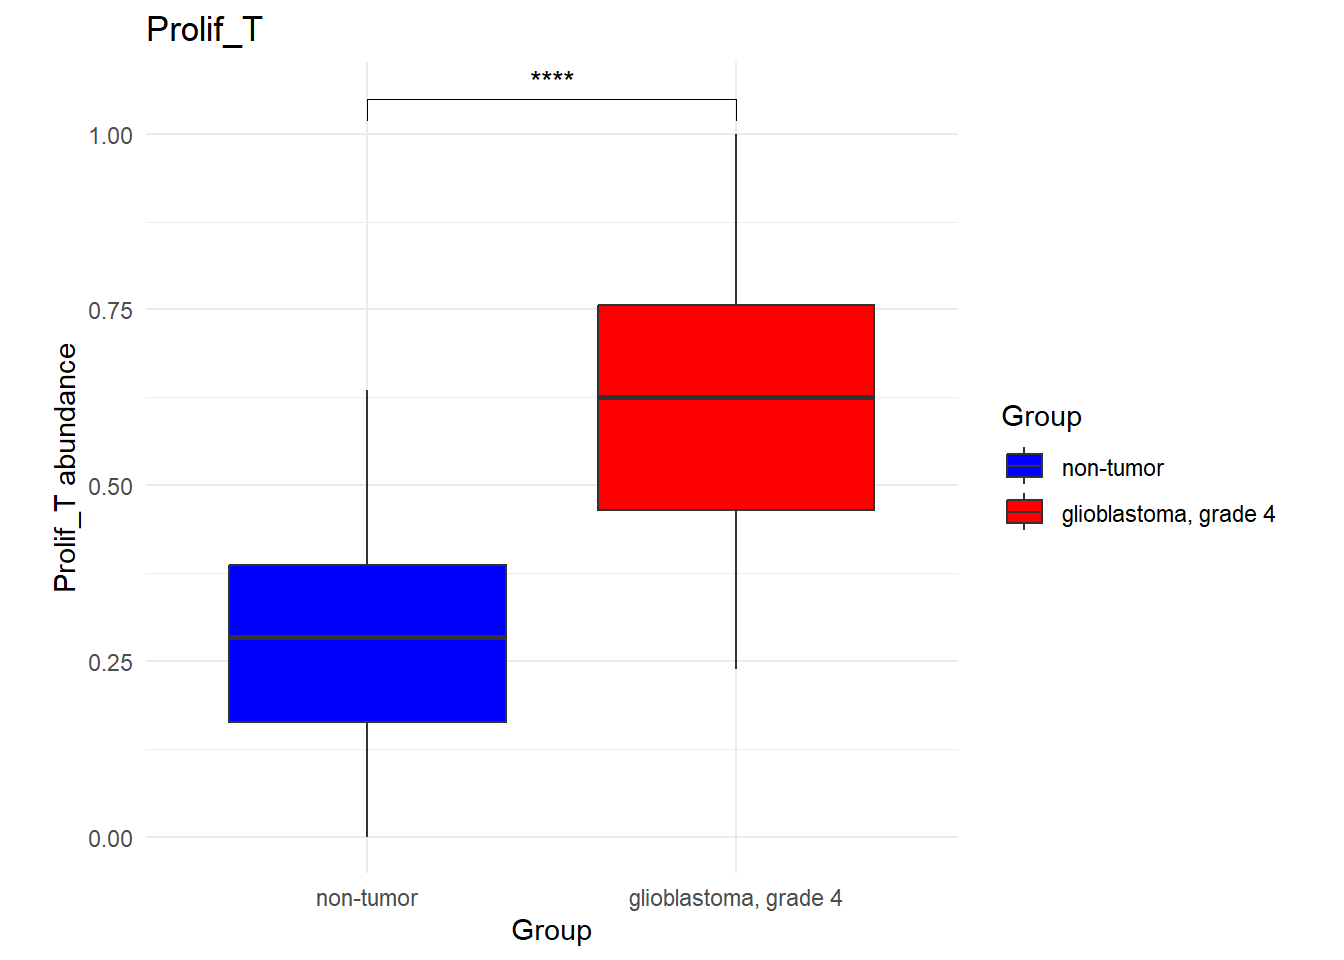 Prolif_T
****
1.00
0.75
0.50
0.25
0.00
Prolif_T abundance
non-tumor
glioblastoma, grade 4
Group
Group
non-tumor
glioblastoma, grade 4